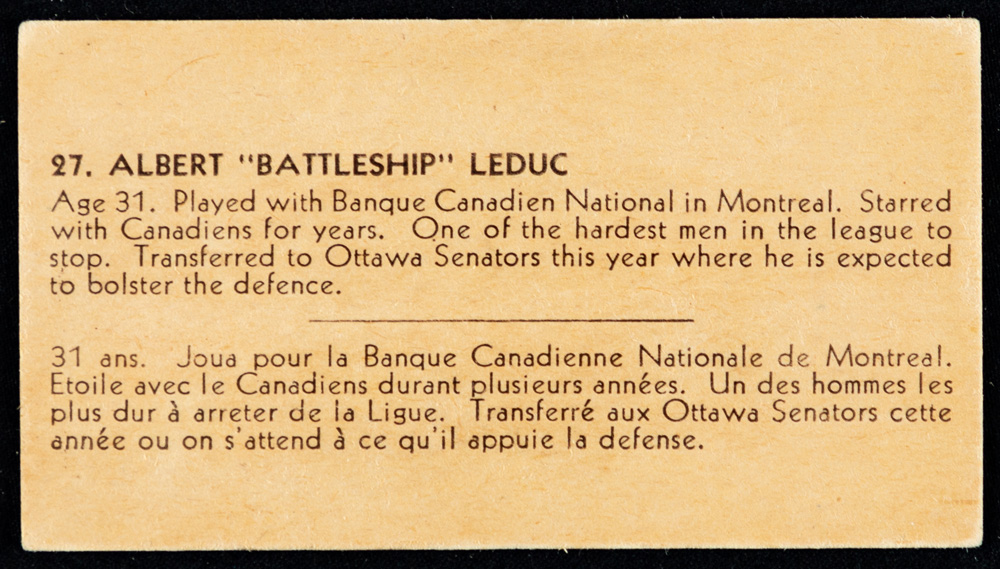 27. ALBERT "BATTLESHIP" LEDUC
Age 31. Played with Banque Canadien National in Montreal. Starred
with Canadiens for years. One of the hardest men in the league to
stop. Transferred to Ottawa Senators this year where he is expected
to bolster the defence.
31 ans. Joua pour la Banque Canadienne Nationale de Montreal.
Etoile avec le Canadiens durant plusieurs années. Un des hommes les
plus dur à arreter de la Ligue. Transferré aux Ottawa Senators cette
année ou on s'attend à ce qu'il appuie la defense.